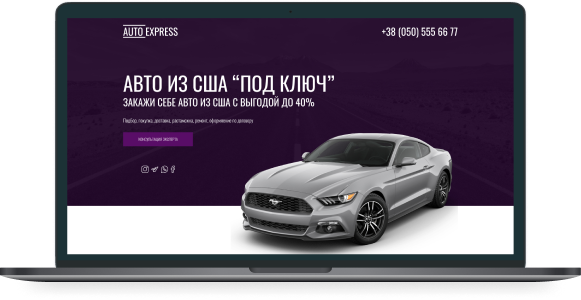 AUTO EXPRESS
+38 (050) 555 66 77
АВТО ИЗ США “ПОД КЛЮЧ”
ЗАКАЖИ СЕБЕ АВТО ИЗ США С ВЫГОДОЙ ДО 40%
Подбор, покупка, доставка, растаможка, ремонт, оформление по договору
КОНСУЛЬТАЦИЯ ЭКСПЕРТА